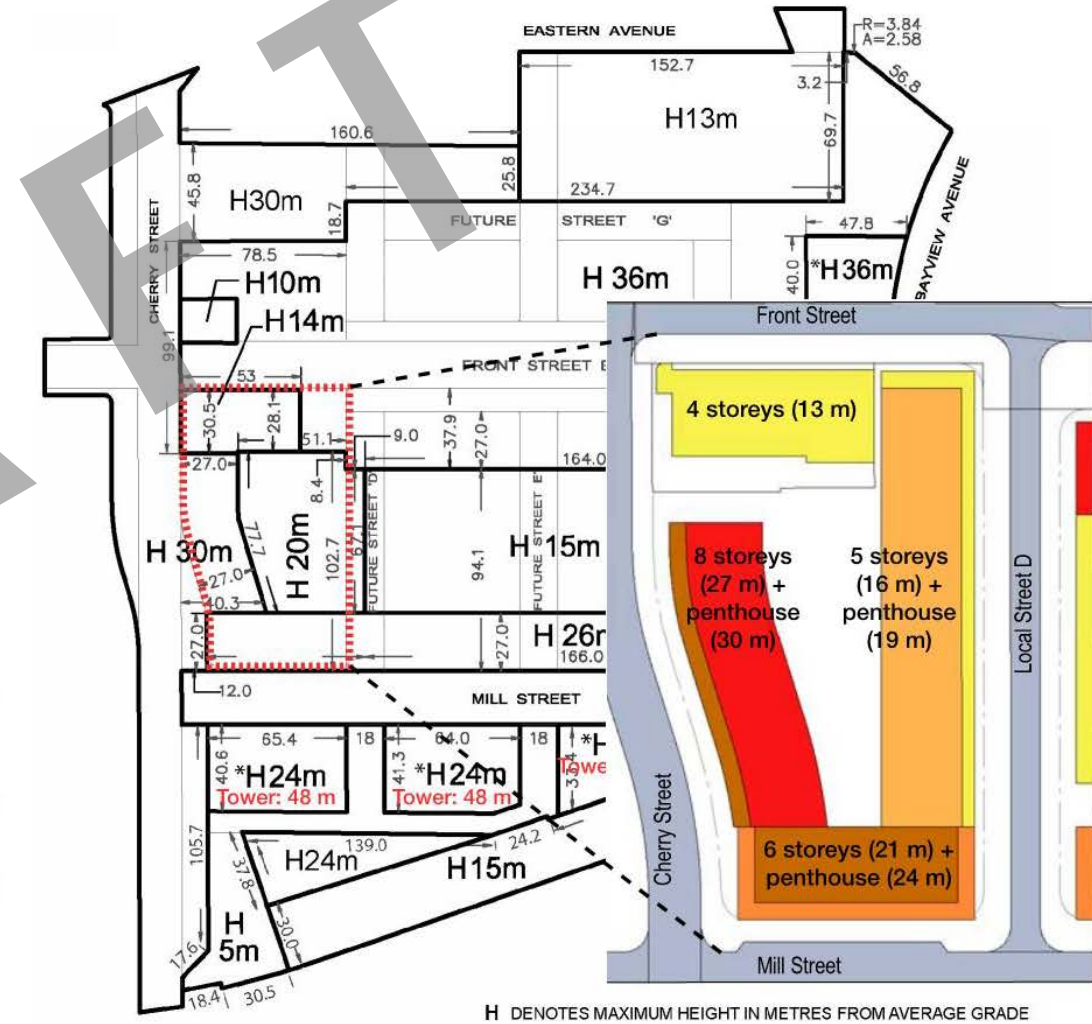 EASTERN AVENUE
R=3.84
A=2.58
152.7
3.2
56.8
H13m
69.7
160.6
25.8
45.8
H30m
18.7
234.7
CHERRY STREET
FUTURE STREET 'G'
47.8
BAYVIEW AVENUE
78.5
H10m
H 36m
40.0
*H36m
H14m
99.1
FRONT STREET E
53
30.5
28.1
51.1
9.0
37.9
27.0
27.0
8.4
164.0
H 30m
77.7
H 20m
102.7
67.1
FUTURE STREET 'D'
94.1
FUTURE STREET 'E'
H 15m
27.0
40.3
27.0
27.0
H 26m
166.0
12.0
MILL STREET
65.4
18
64.0
18
40.6
*H24m
Tower: 48 m
41.3
*H24m
Tower: 48 m
*H
Towe
105.7
139.0
24.2
H24m
H15m
37.8
H
5m
30.0
17.6
18.4
30.5
Front Street
4 storeys (13 m)
8 storeys
(27 m) +
penthouse
(30 m)
5 storeys
(16 m) +
penthouse
(19 m)
Local Street D
Cherry Street
6 storeys (21 m) +
penthouse (24 m)
Mill Street
H DENOTES MAXIMUM HEIGHT IN METRES FROM AVERAGE GRADE